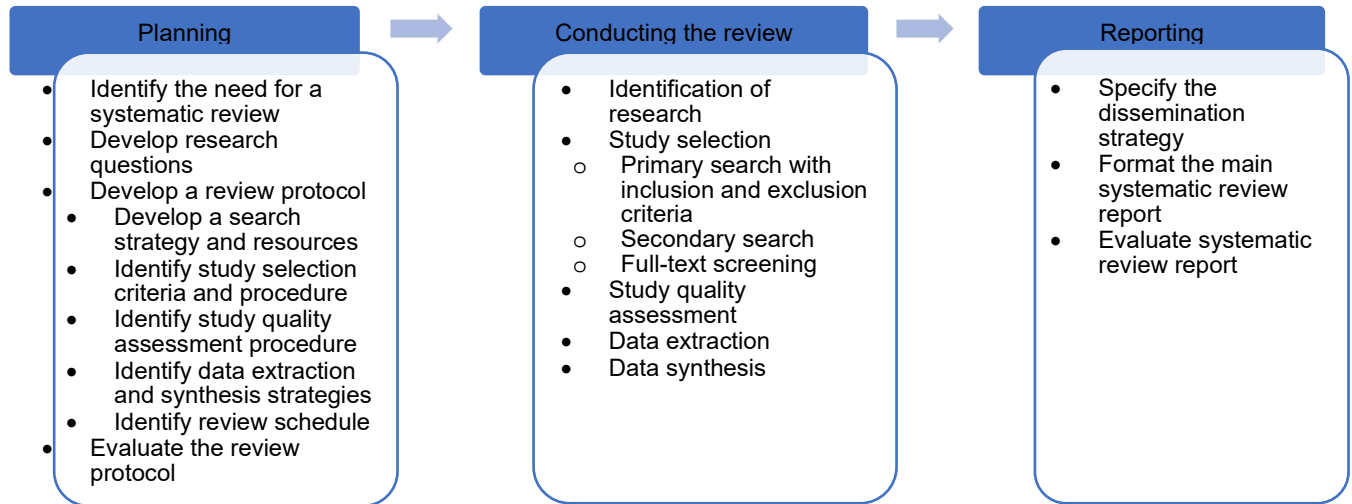 Planning
• Identify the need for a
systematic review
• Develop research
questions
• Develop a review protocol
• Develop a search
strategy and resources
• Identify study selection
criteria and procedure
• Identify study quality
assessment procedure
• Identify data extraction
and synthesis strategies
• Identify review schedule
• Evaluate the review
protocol
Conducting the review
• Identification of
research
• Study selection
o Primary search with
inclusion and exclusion
criteria
o Secondary search
o Full-text screening
• Study quality
assessment
• Data extraction
• Data synthesis
Reporting
• Specify the
dissemination
strategy
• Format the main
systematic review
report
• Evaluate systematic
review report